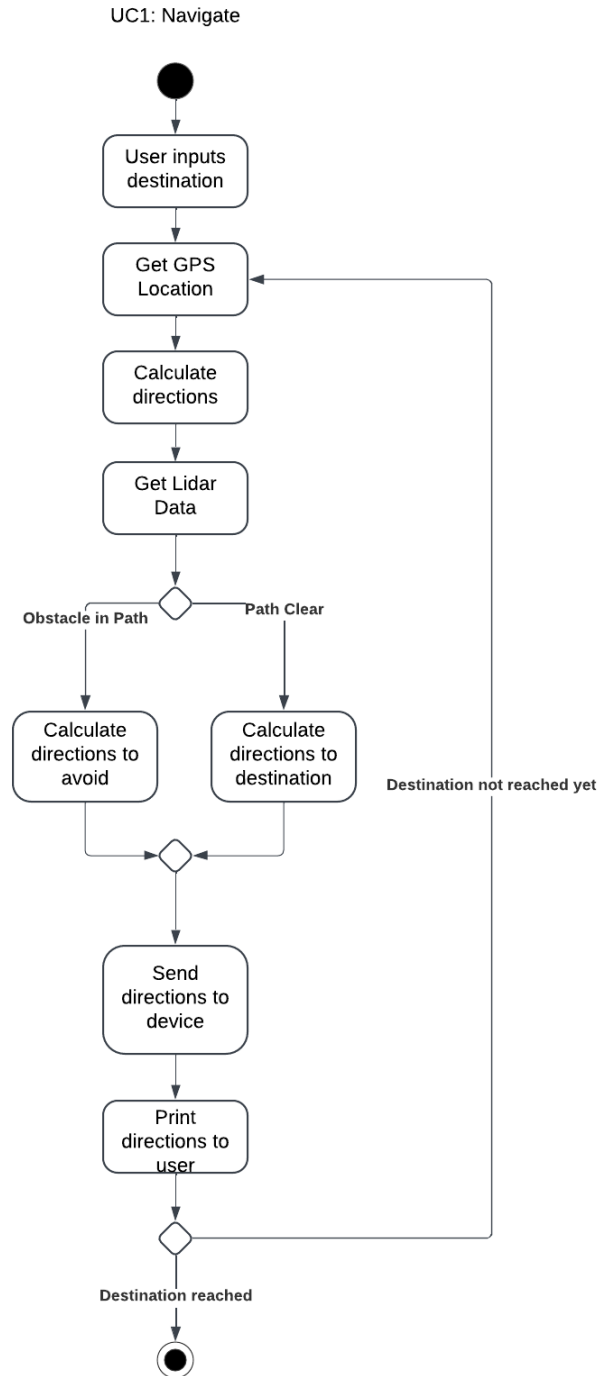 UC1: Navigate
User inputs
destination
Get GPS
Location
Calculate
directions
Get Lidar
Data
Obstacle in Path
Path Clear
Calculate
directions to
avoid
Calculate
directions to
destination
Destination not reached yet
Send
directions to
device
Print
directions to
user
Destination reached